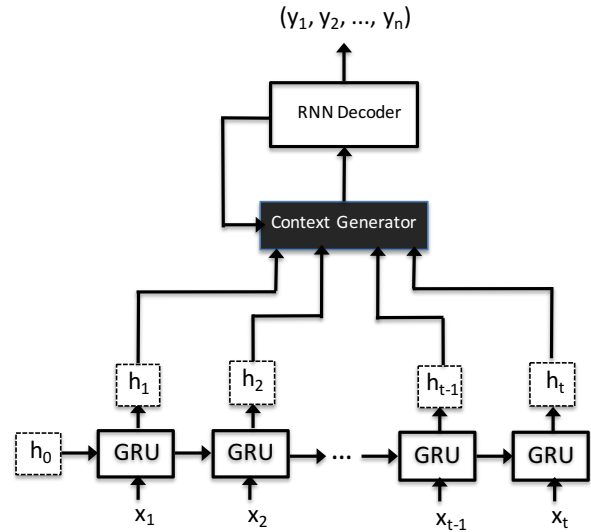 (y₁, y₂, ..., yₙ)
RNN Decoder
Context Generator
h₁ h₂ hₜ₋₁ hₜ
h₀ GRU GRU ... GRU GRU
x₁ x₂ xₜ₋₁ xₜ